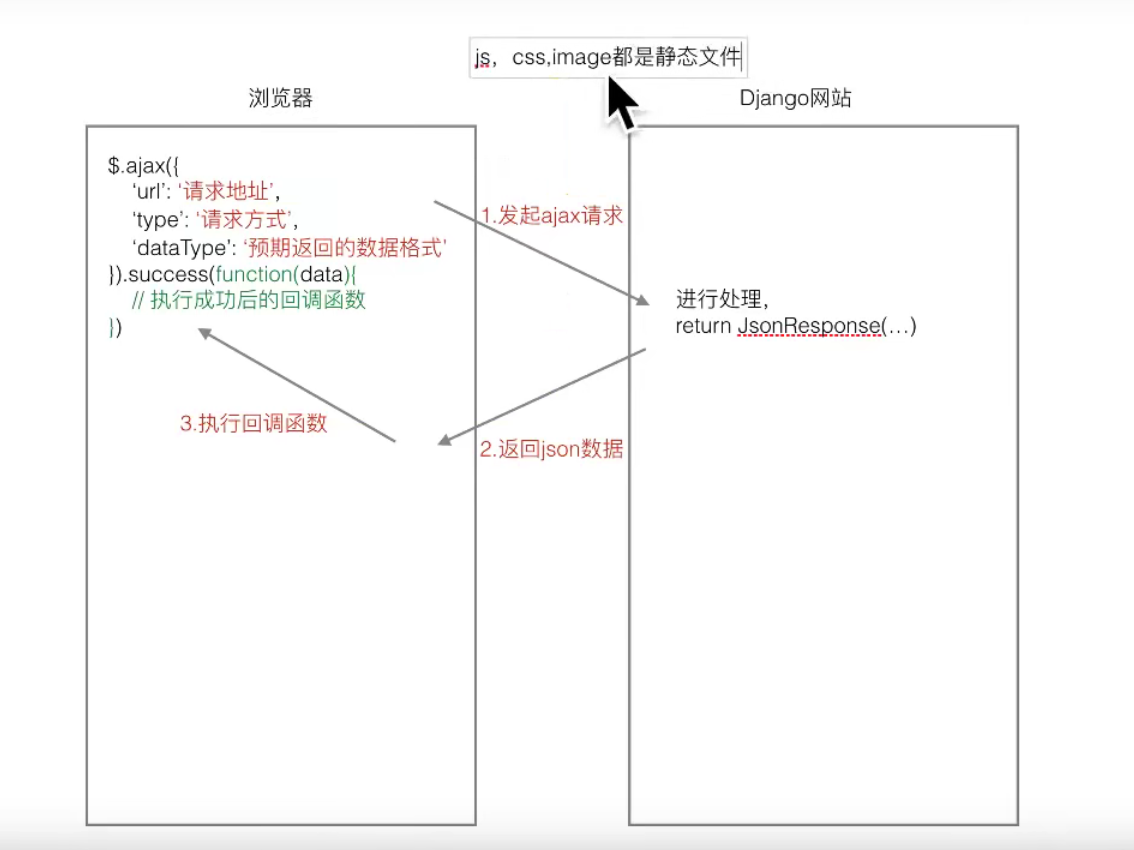 js，css,image都是静态文件
浏览器
Django网站
$.ajax({
‘url’: ‘请求地址’,
‘type’: ‘请求方式’,
‘dataType’: ‘预期返回的数据格式’
}).success(function(data){
// 执行成功后的回调函数
})
1.发起ajax请求
进行处理，
return JsonResponse(…)
3.执行回调函数
2.返回json数据